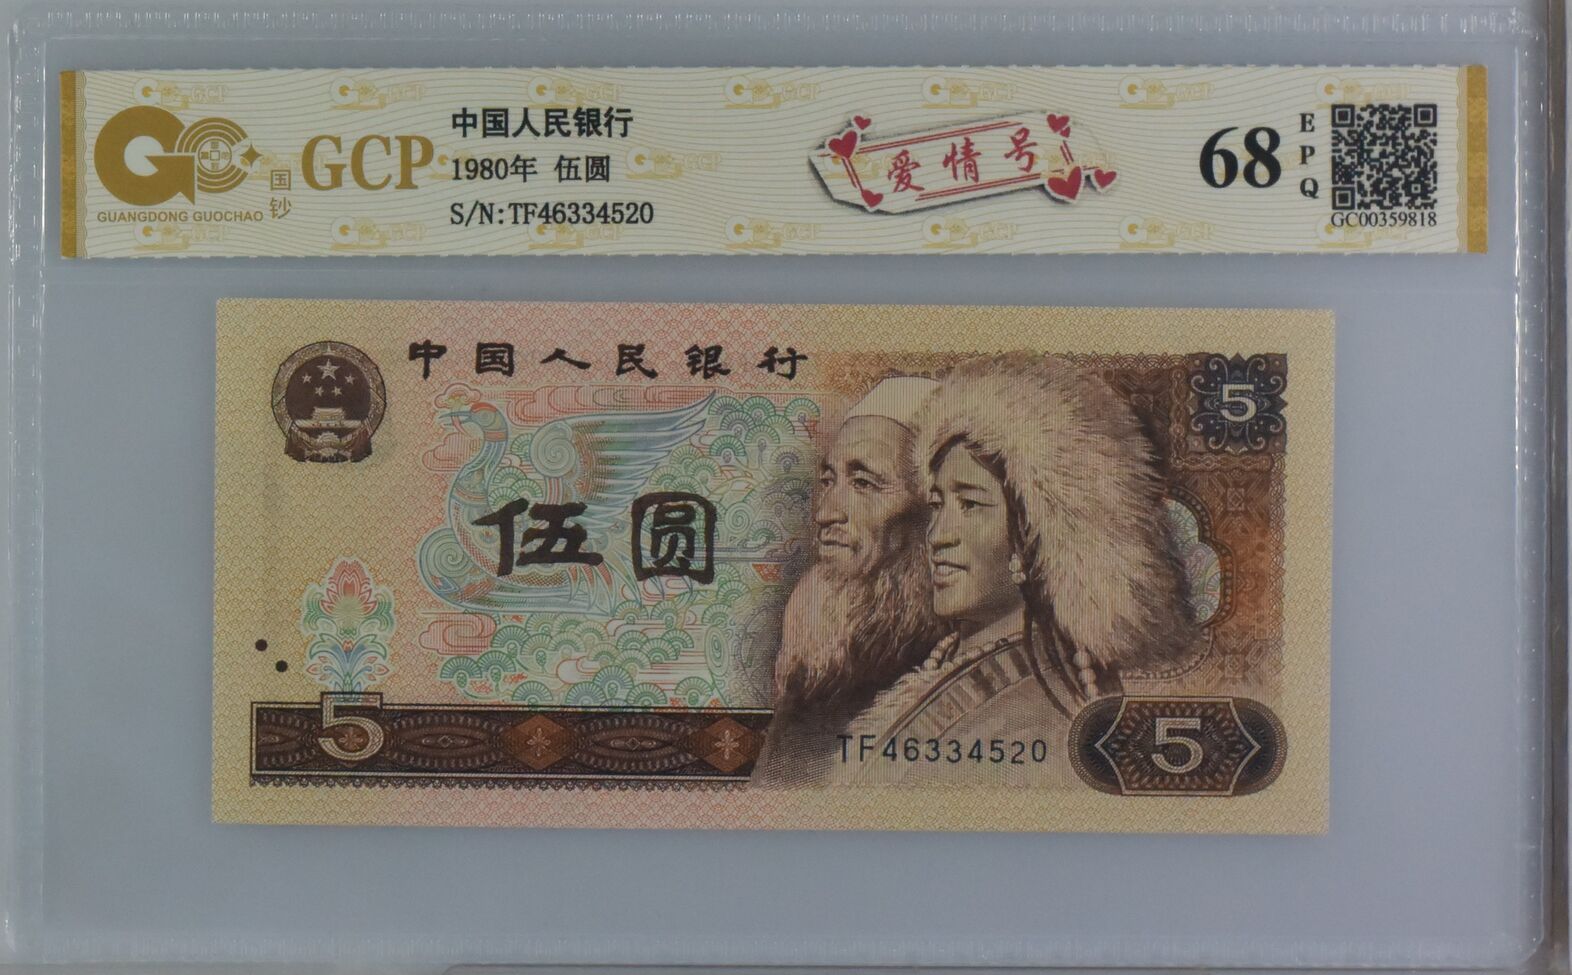 GCP
国钞
GUANGDONG GUOCHAO
中国人民银行
1980年 伍圆
S/N:TF46334520
爱情号
68
EPQ
GC00359818
中国人民银行
5
伍圆
5
TF46334520
5